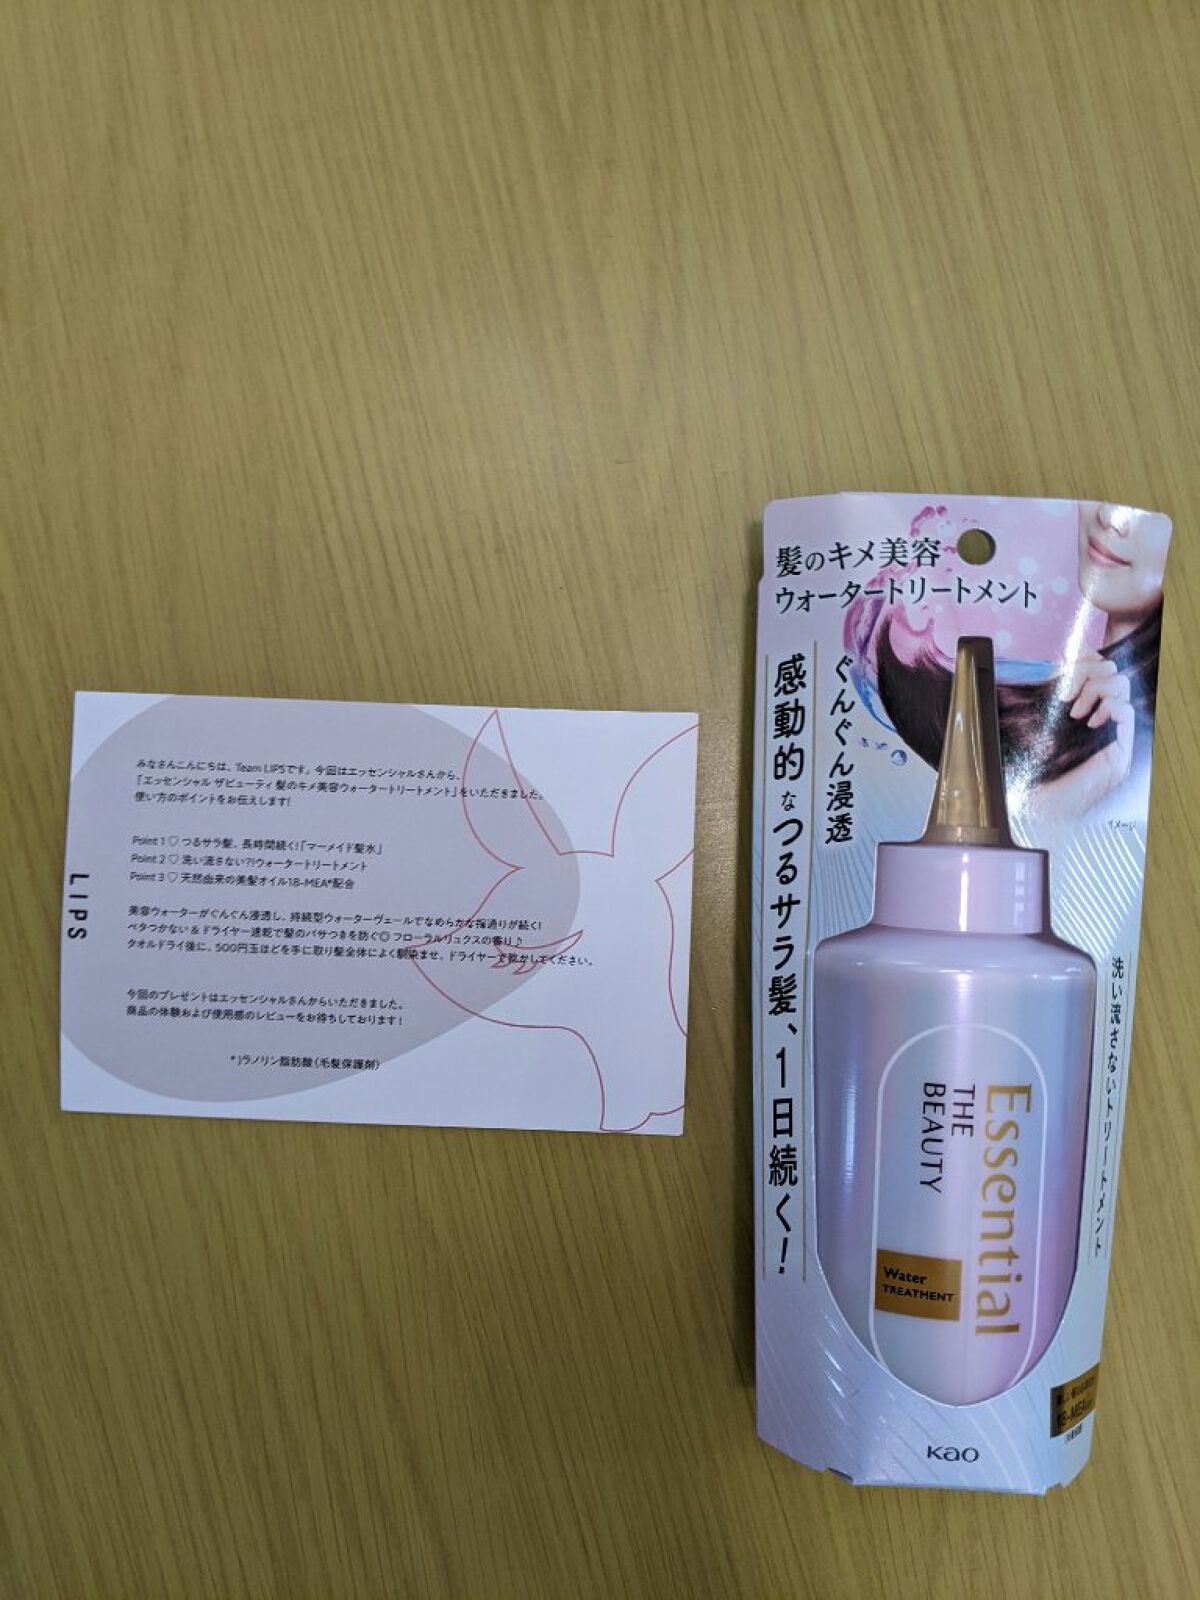 みなさんこんにちは、Team LIPSです。今回はエッセンシャルさんから、
「エッセンシャル ザビューティ 髪のキメ美容ウォータートリートメント」をいただきました。
使い方のポイントをお伝えします!
Point 1 ♡ つるサラ髪、長時間続く!「マーメイド髪水」
Point 2 ♡ 洗い流さない?!ウォータートリートメント
Point 3 ♡ 天然由来の美髪オイル18-MEA*配合
美容ウォーターがぐんぐん浸透し、持続型ウォーターヴェールでなめらかな指通りが続く!
ベタつかない&ドライヤー速乾で髪のパサつきを防ぐ◎ フローラルリュクスの香り♪
タオルドライ後に、500円玉ほどを手に取り髪全体によく馴染ませ、ドライヤーで乾かしてください。
今回のプレゼントはエッセンシャルさんからいただきました。
商品の体験および使用感のレビューをお待ちしております!
*)ラノリン脂肪酸(毛髪保護剤)
LIPS
髪のキメ美容
ウォータートリートメント
ぐんぐん浸透
感動的なつるサラ髪、1日続く!
洗い流さないトリートメント
イメージ
Essential
THE
BEAUTY
Water
TREATMENT
18-MEA
Kao